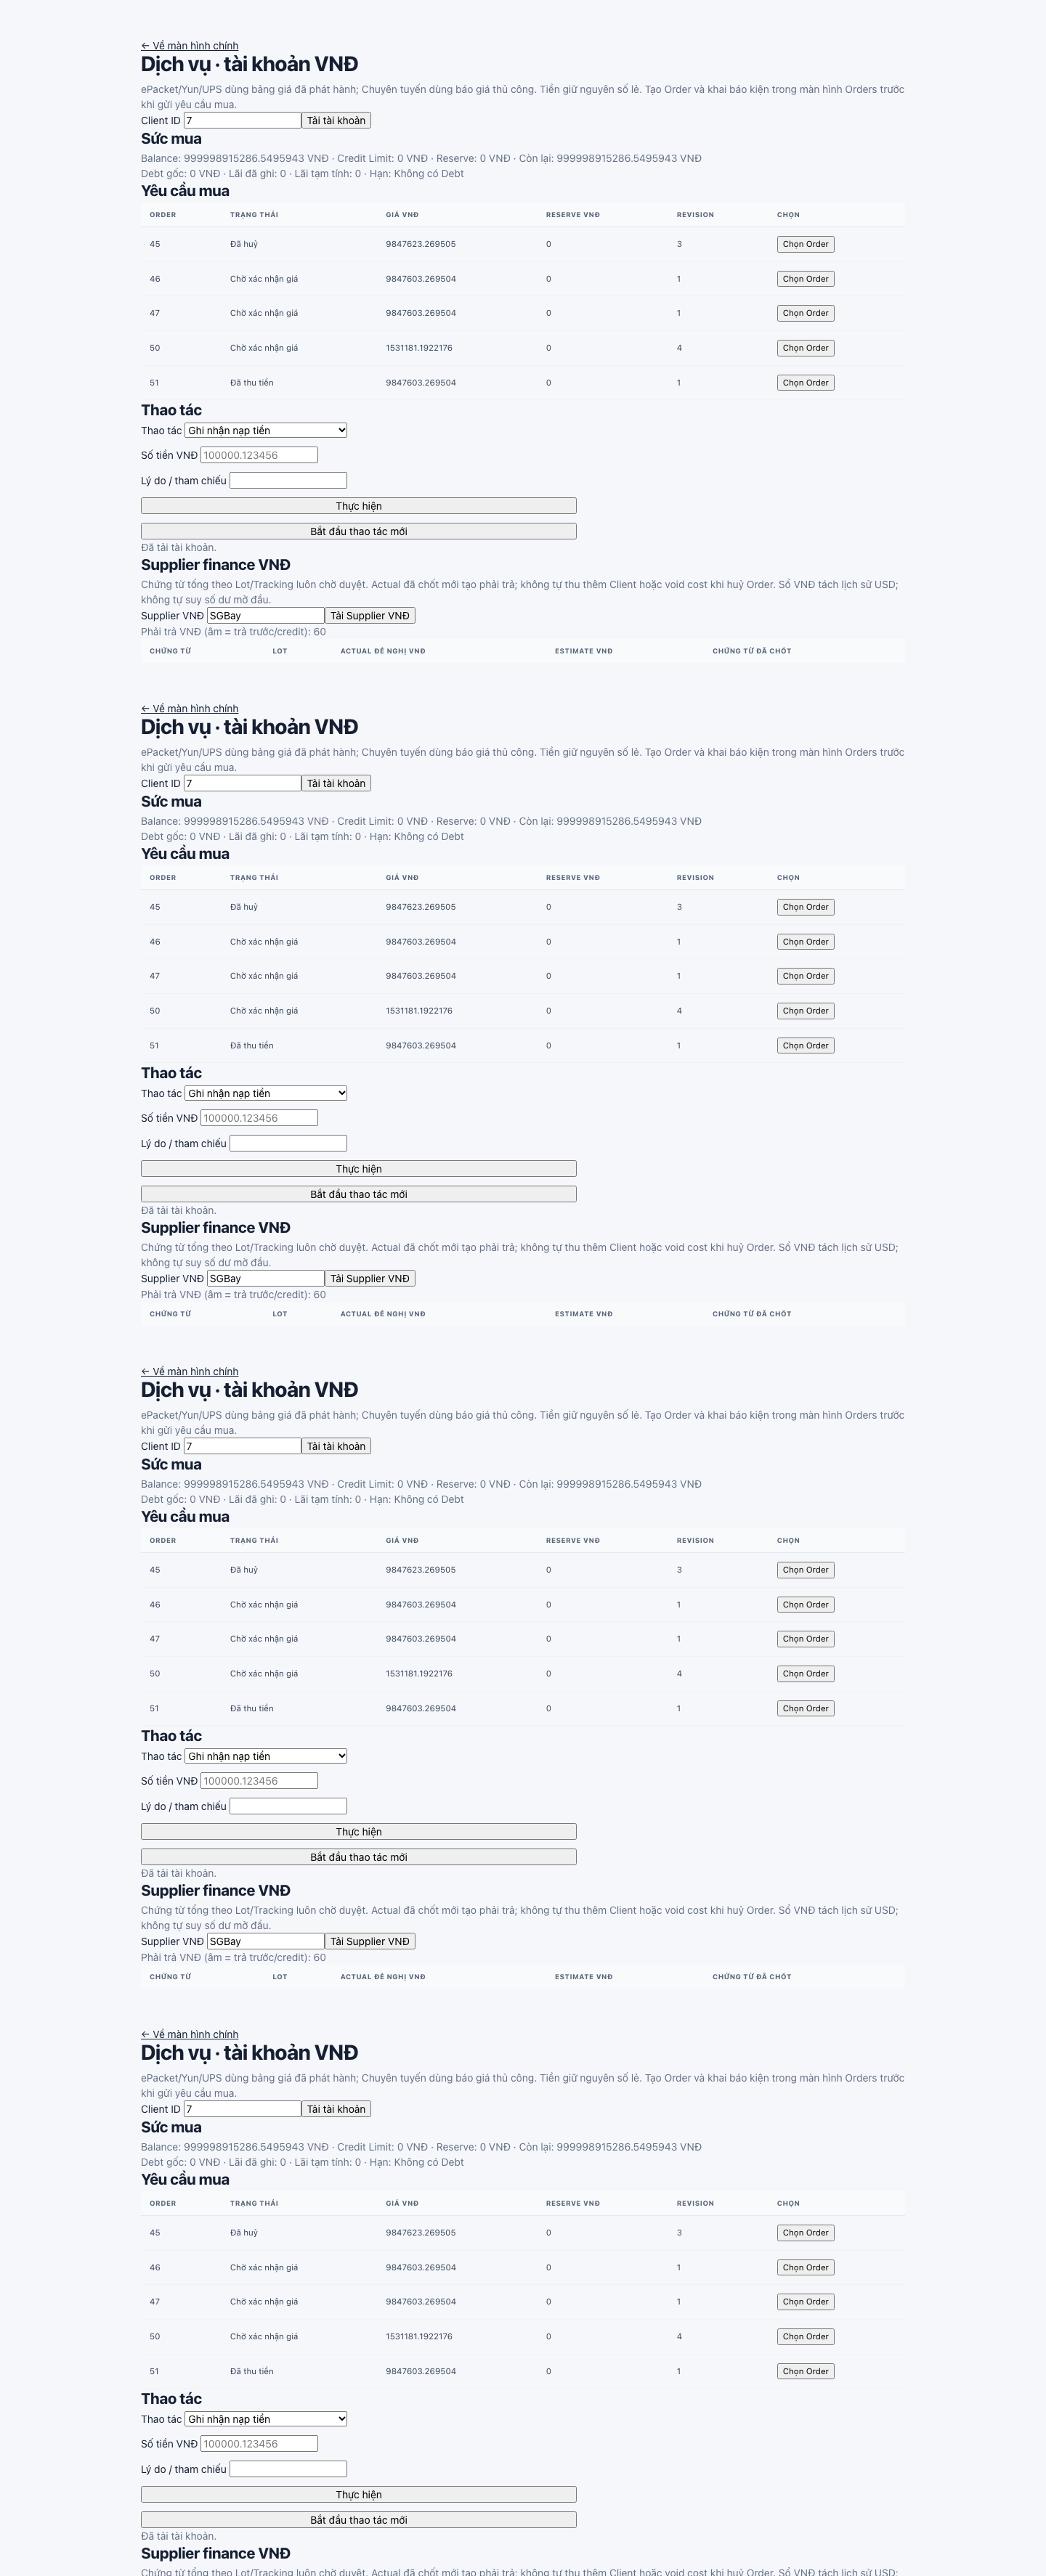 ← Về màn hình chính
Dịch vụ · tài khoản VNĐ
ePacket/Yun/UPS dùng bảng giá đã phát hành; Chuyên tuyến dùng báo giá thủ công. Tiền giữ nguyên số lẻ. Tạo Order và khai báo kiện trong màn hình Orders trước
khi gửi yêu cầu mua.
Client ID 7 Tải tài khoản
Sức mua
Balance: 999998915286.5495943 VNĐ · Credit Limit: 0 VNĐ · Reserve: 0 VNĐ · Còn lại: 999998915286.5495943 VNĐ
Debt gốc: 0 VNĐ · Lãi đã ghi: 0 · Lãi tạm tính: 0 · Hạn: Không có Debt
Yêu cầu mua
ORDER TRẠNG THÁI GIÁ VNĐ RESERVE VNĐ REVISION CHỌN
45 Đã huỷ 9847623.269505 0 3 Chọn Order
46 Chờ xác nhận giá 9847603.269504 0 1 Chọn Order
47 Chờ xác nhận giá 9847603.269504 0 1 Chọn Order
50 Chờ xác nhận giá 1531181.1922176 0 4 Chọn Order
51 Đã thu tiền 9847603.269504 0 1 Chọn Order
Thao tác
Thao tác Ghi nhận nạp tiền
Số tiền VNĐ 100000.123456
Lý do / tham chiếu
Thực hiện
Bắt đầu thao tác mới
Đã tải tài khoản.
Supplier finance VNĐ
Chứng từ tổng theo Lot/Tracking luôn chờ duyệt. Actual đã chốt mới tạo phải trả; không tự thu thêm Client hoặc void cost khi huỷ Order. Sổ VNĐ tách lịch sử USD;
không tự suy số dư mở đầu.
Supplier VNĐ SGBay Tải Supplier VNĐ
Phải trả VNĐ (âm = trả trước/credit): 60
CHỨNG TỪ LOT ACTUAL ĐỀ NGHỊ VNĐ ESTIMATE VNĐ CHỨNG TỪ ĐÃ CHỐT
← Về màn hình chính
Dịch vụ · tài khoản VNĐ
ePacket/Yun/UPS dùng bảng giá đã phát hành; Chuyên tuyến dùng báo giá thủ công. Tiền giữ nguyên số lẻ. Tạo Order và khai báo kiện trong màn hình Orders trước
khi gửi yêu cầu mua.
Client ID 7 Tải tài khoản
Sức mua
Balance: 999998915286.5495943 VNĐ · Credit Limit: 0 VNĐ · Reserve: 0 VNĐ · Còn lại: 999998915286.5495943 VNĐ
Debt gốc: 0 VNĐ · Lãi đã ghi: 0 · Lãi tạm tính: 0 · Hạn: Không có Debt
Yêu cầu mua
ORDER TRẠNG THÁI GIÁ VNĐ RESERVE VNĐ REVISION CHỌN
45 Đã huỷ 9847623.269505 0 3 Chọn Order
46 Chờ xác nhận giá 9847603.269504 0 1 Chọn Order
47 Chờ xác nhận giá 9847603.269504 0 1 Chọn Order
50 Chờ xác nhận giá 1531181.1922176 0 4 Chọn Order
51 Đã thu tiền 9847603.269504 0 1 Chọn Order
Thao tác
Thao tác Ghi nhận nạp tiền
Số tiền VNĐ 100000.123456
Lý do / tham chiếu
Thực hiện
Bắt đầu thao tác mới
Đã tải tài khoản.
Supplier finance VNĐ
Chứng từ tổng theo Lot/Tracking luôn chờ duyệt. Actual đã chốt mới tạo phải trả; không tự thu thêm Client hoặc void cost khi huỷ Order. Sổ VNĐ tách lịch sử USD;
không tự suy số dư mở đầu.
Supplier VNĐ SGBay Tải Supplier VNĐ
Phải trả VNĐ (âm = trả trước/credit): 60
CHỨNG TỪ LOT ACTUAL ĐỀ NGHỊ VNĐ ESTIMATE VNĐ CHỨNG TỪ ĐÃ CHỐT
← Về màn hình chính
Dịch vụ · tài khoản VNĐ
ePacket/Yun/UPS dùng bảng giá đã phát hành; Chuyên tuyến dùng báo giá thủ công. Tiền giữ nguyên số lẻ. Tạo Order và khai báo kiện trong màn hình Orders trước
khi gửi yêu cầu mua.
Client ID 7 Tải tài khoản
Sức mua
Balance: 999998915286.5495943 VNĐ · Credit Limit: 0 VNĐ · Reserve: 0 VNĐ · Còn lại: 999998915286.5495943 VNĐ
Debt gốc: 0 VNĐ · Lãi đã ghi: 0 · Lãi tạm tính: 0 · Hạn: Không có Debt
Yêu cầu mua
ORDER TRẠNG THÁI GIÁ VNĐ RESERVE VNĐ REVISION CHỌN
45 Đã huỷ 9847623.269505 0 3 Chọn Order
46 Chờ xác nhận giá 9847603.269504 0 1 Chọn Order
47 Chờ xác nhận giá 9847603.269504 0 1 Chọn Order
50 Chờ xác nhận giá 1531181.1922176 0 4 Chọn Order
51 Đã thu tiền 9847603.269504 0 1 Chọn Order
Thao tác
Thao tác Ghi nhận nạp tiền
Số tiền VNĐ 100000.123456
Lý do / tham chiếu
Thực hiện
Bắt đầu thao tác mới
Đã tải tài khoản.
Supplier finance VNĐ
Chứng từ tổng theo Lot/Tracking luôn chờ duyệt. Actual đã chốt mới tạo phải trả; không tự thu thêm Client hoặc void cost khi huỷ Order. Sổ VNĐ tách lịch sử USD;
không tự suy số dư mở đầu.
Supplier VNĐ SGBay Tải Supplier VNĐ
Phải trả VNĐ (âm = trả trước/credit): 60
CHỨNG TỪ LOT ACTUAL ĐỀ NGHỊ VNĐ ESTIMATE VNĐ CHỨNG TỪ ĐÃ CHỐT
← Về màn hình chính
Dịch vụ · tài khoản VNĐ
ePacket/Yun/UPS dùng bảng giá đã phát hành; Chuyên tuyến dùng báo giá thủ công. Tiền giữ nguyên số lẻ. Tạo Order và khai báo kiện trong màn hình Orders trước
khi gửi yêu cầu mua.
Client ID 7 Tải tài khoản
Sức mua
Balance: 999998915286.5495943 VNĐ · Credit Limit: 0 VNĐ · Reserve: 0 VNĐ · Còn lại: 999998915286.5495943 VNĐ
Debt gốc: 0 VNĐ · Lãi đã ghi: 0 · Lãi tạm tính: 0 · Hạn: Không có Debt
Yêu cầu mua
ORDER TRẠNG THÁI GIÁ VNĐ RESERVE VNĐ REVISION CHỌN
45 Đã huỷ 9847623.269505 0 3 Chọn Order
46 Chờ xác nhận giá 9847603.269504 0 1 Chọn Order
47 Chờ xác nhận giá 9847603.269504 0 1 Chọn Order
50 Chờ xác nhận giá 1531181.1922176 0 4 Chọn Order
51 Đã thu tiền 9847603.269504 0 1 Chọn Order
Thao tác
Thao tác Ghi nhận nạp tiền
Số tiền VNĐ 100000.123456
Lý do / tham chiếu
Thực hiện
Bắt đầu thao tác mới
Đã tải tài khoản.
Supplier finance VNĐ
Chứng từ tổng theo Lot/Tracking luôn chờ duyệt. Actual đã chốt mới tạo phải trả; không tự thu thêm Client hoặc void cost khi huỷ Order. Sổ VNĐ tách lịch sử USD;